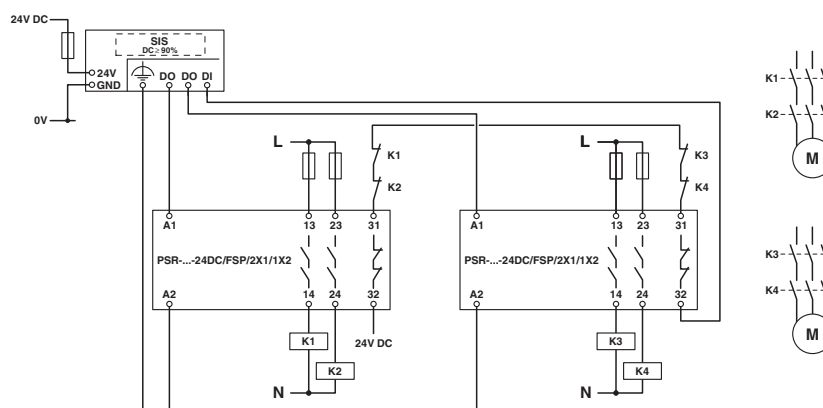 24V DC
SIS
DC ≥ 90%
24V
GND
DO DO DI
0V
L
K1
K2
L
K3
K4
A1
13 23 31
PSR-...-24DC/FSP/2X1/1X2
A2
14 24 32
K1
K2
24V DC
N
A1
13 23 31
PSR-...-24DC/FSP/2X1/1X2
A2
14 24 32
K3
K4
N
K1
K2
M
K3
K4
M